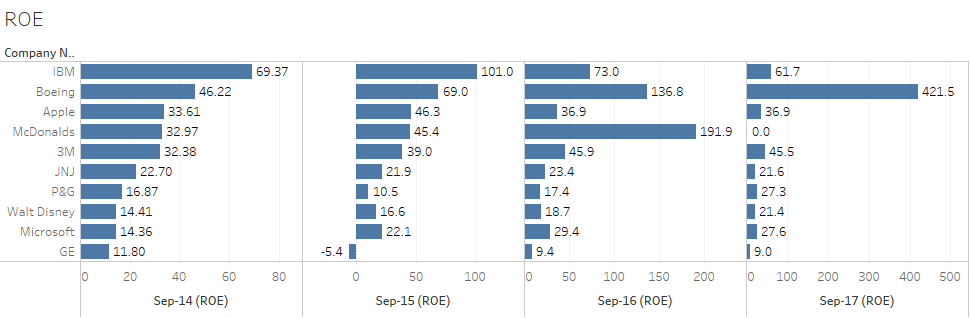 ROE
Company N..
IBM 69.37 101.0 73.0 61.7
Boeing 46.22 69.0 136.8 421.5
Apple 33.61 46.3 36.9 36.9
McDonalds 32.97 45.4 191.9 0.0
3M 32.38 39.0 45.9 45.5
JNJ 22.70 21.9 23.4 21.6
P&G 16.87 10.5 17.4 27.3
Walt Disney 14.41 16.6 18.7 21.4
Microsoft 14.36 22.1 29.4 27.6
GE 11.80 -5.4 9.4 9.0
0 20 40 60 80 0 50 100 0 50 100 150 200 0 100 200 300 400 500
Sep-14 (ROE) Sep-15 (ROE) Sep-16 (ROE) Sep-17 (ROE)